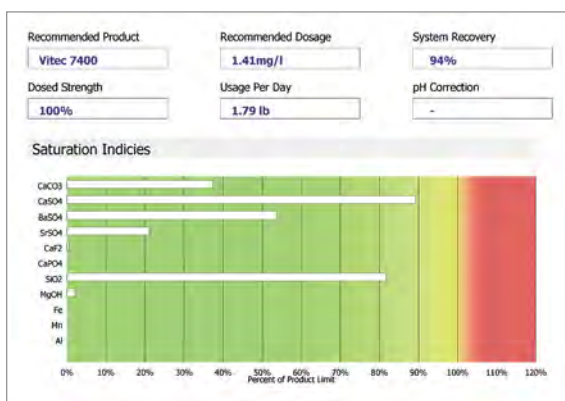 Recommended Product Recommended Dosage System Recovery
Vitec 7400 1.41mg/l 94%
Dosed Strength Usage Per Day pH Correction
100% 1.79 lb -
Saturation Indicies
CaCO3
CaSO4
BaSO4
SrSO4
CaF2
CaPO4
SiO2
MgOH
Fe
Mn
Al
0% 10% 20% 30% 40% 50% 60% 70% 80% 90% 100% 110% 120%
Percent of Product Limit